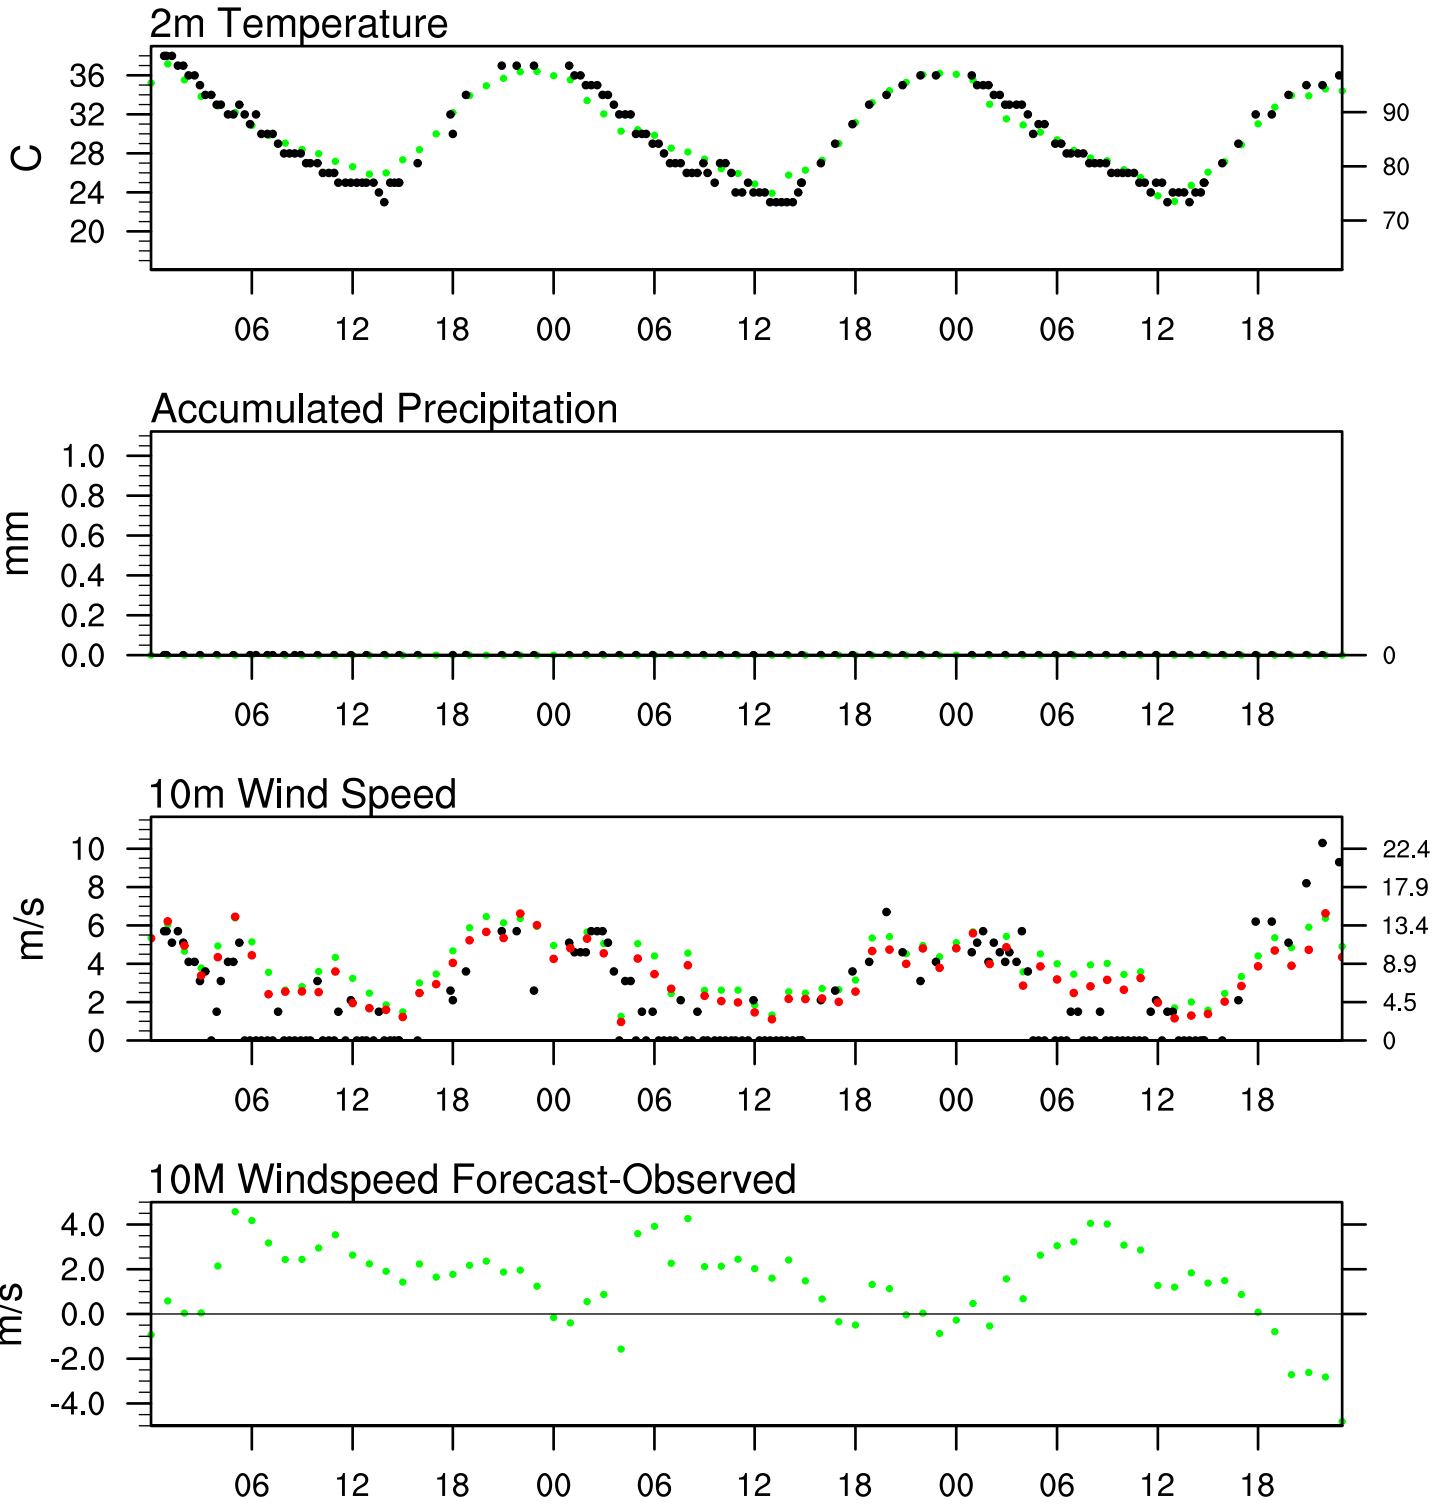 2m Temperature
36
32
28
24
20
C
90
80
70
06 12 18 00 06 12 18 00 06 12 18
Accumulated Precipitation
1.0
0.8
0.6
0.4
0.2
0.0
mm
0
06 12 18 00 06 12 18 00 06 12 18
10m Wind Speed
10
8
6
4
2
0
m/s
22.4
17.9
13.4
8.9
4.5
0
06 12 18 00 06 12 18 00 06 12 18
10M Windspeed Forecast-Observed
4.0
2.0
0.0
-2.0
-4.0
m/s
06 12 18 00 06 12 18 00 06 12 18